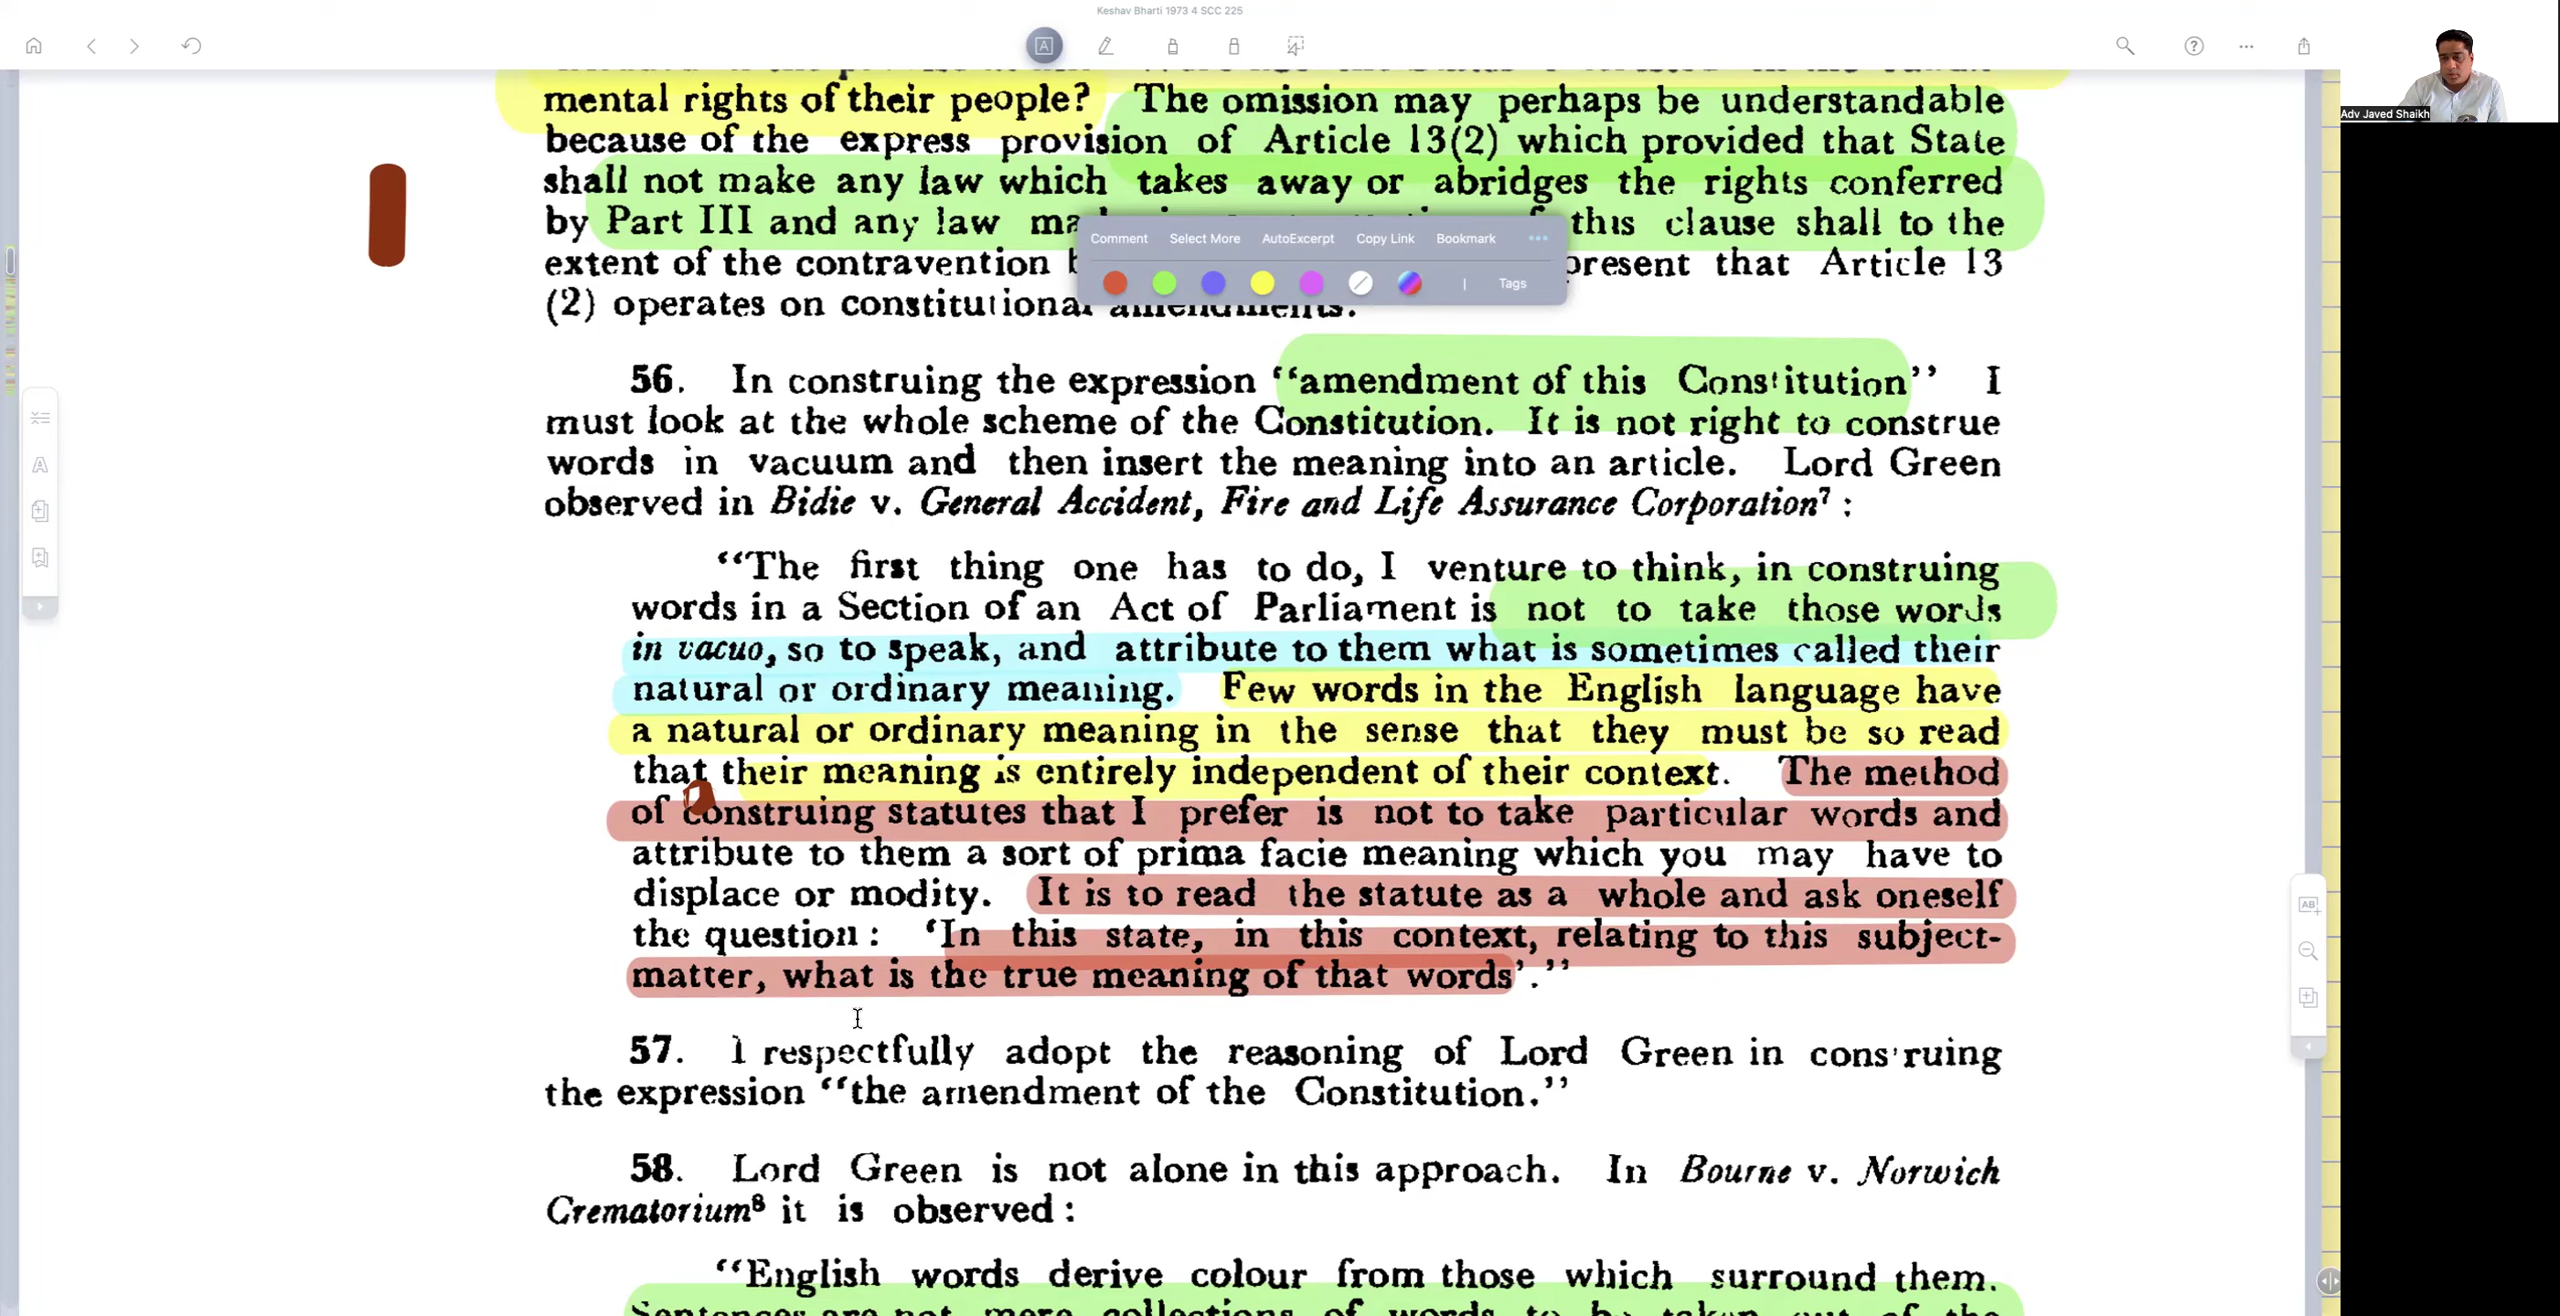 Keshav Bharti 1973 4 SCC 225
Adv Javed Shaikh
mental rights of their people? The omission may perhaps be understandable
because of the express provision of Article 13(2) which provided that State
shall not make any law which takes away or abridges the rights conferred
by Part III and any law this clause shall to the
extent of the contravention present that Article 13
(2) operates on constitutional amendments.
Comment Select More AutoExcerpt Copy Link Bookmark
Tags
56. In construing the expression “amendment of this Constitution” I
must look at the whole scheme of the Constitution. It is not right to construe
words in vacuum and then insert the meaning into an article. Lord Green
observed in Bidie v. General Accident, Fire and Life Assurance Corporation7 :
“The first thing one has to do, I venture to think, in construing
words in a Section of an Act of Parliament is not to take those words
in vacuo, so to speak, and attribute to them what is sometimes called their
natural or ordinary meaning. Few words in the English language have
a natural or ordinary meaning in the sense that they must be so read
that their meaning is entirely independent of their context. The method
of construing statutes that I prefer is not to take particular words and
attribute to them a sort of prima facie meaning which you may have to
displace or modity. It is to read the statute as a whole and ask oneself
the question : ‘In this state, in this context, relating to this subject-
matter, what is the true meaning of that words’.”
57. I respectfully adopt the reasoning of Lord Green in construing
the expression “the amendment of the Constitution.”
58. Lord Green is not alone in this approach. In Bourne v. Norwich
Crematorium8 it is observed :
“English words derive colour from those which surround them.
Sentences are not mere collections of words to be taken out of the